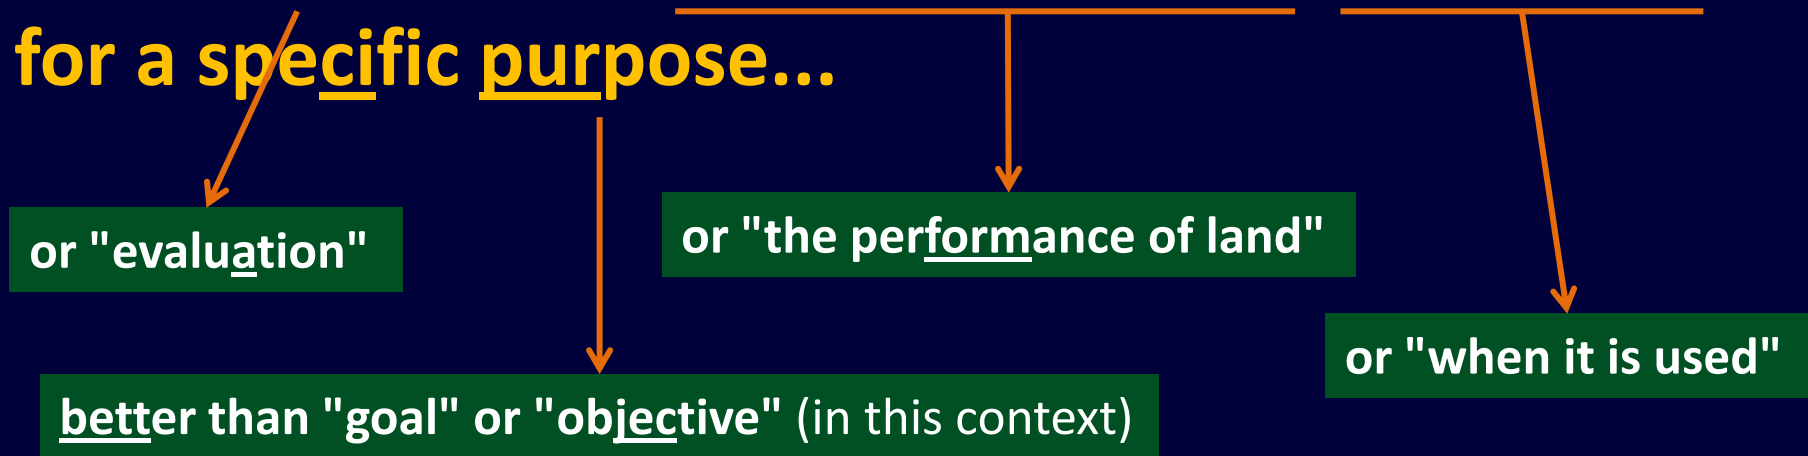 for a specific purpose...
or "evaluation"
or "the performance of land"
or "when it is used"
better than "goal" or "objective" (in this context)